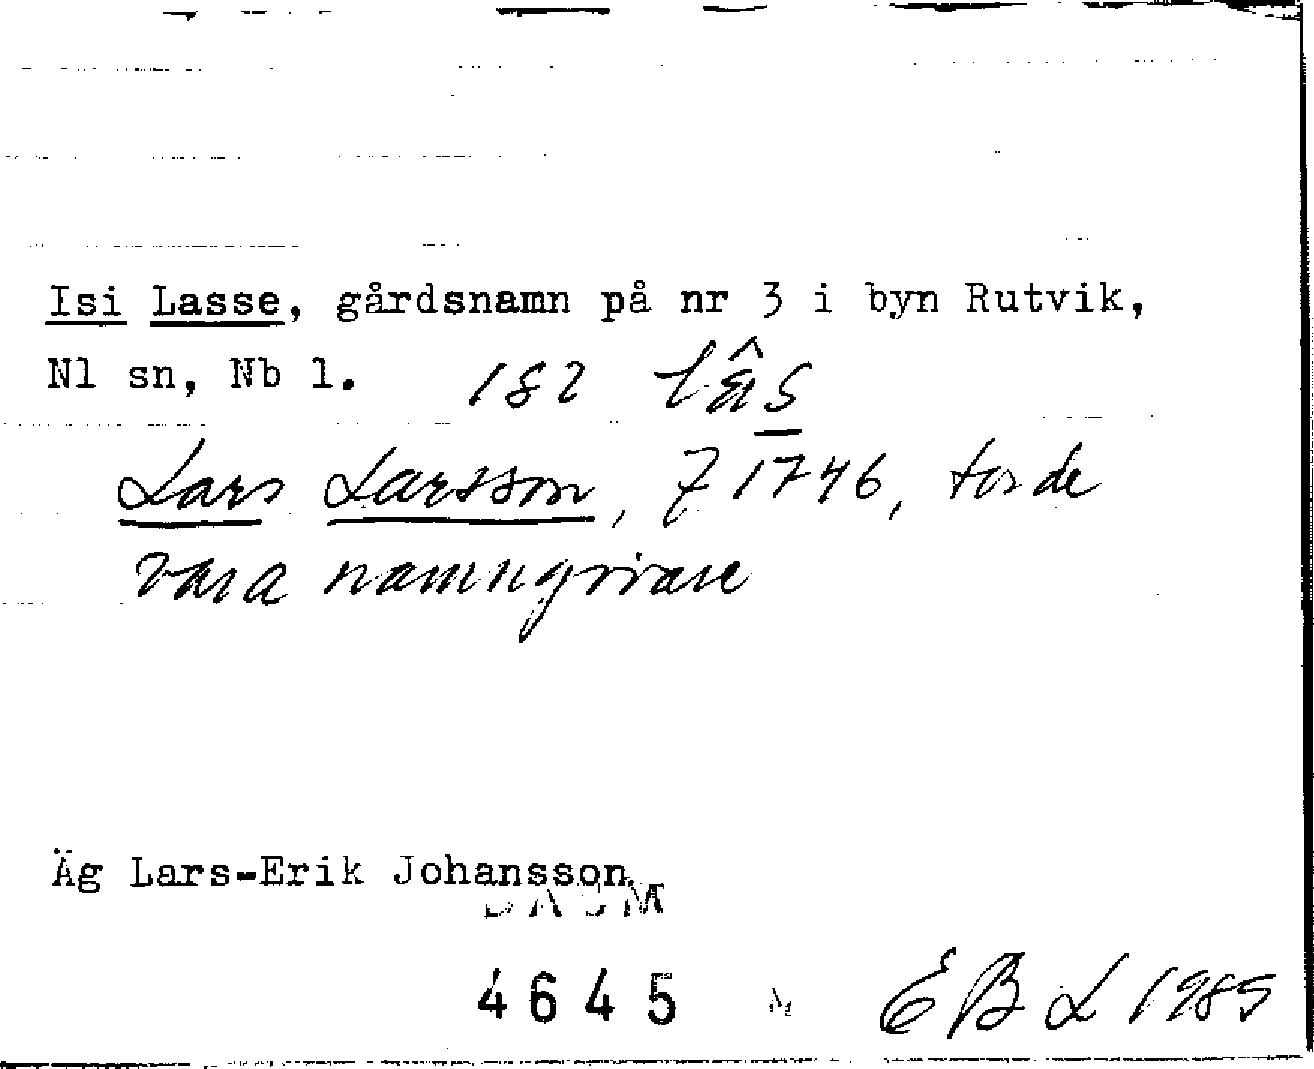 Isi Lasse, gårdsnamn på nr 3 i byn Rutvik,
Nl sn, Nb l. 182
Lars Larsson, f 1746, torde
vara namngivare
Äg Lars-Erik Johansson.
DAUM
4645
EBL 1985